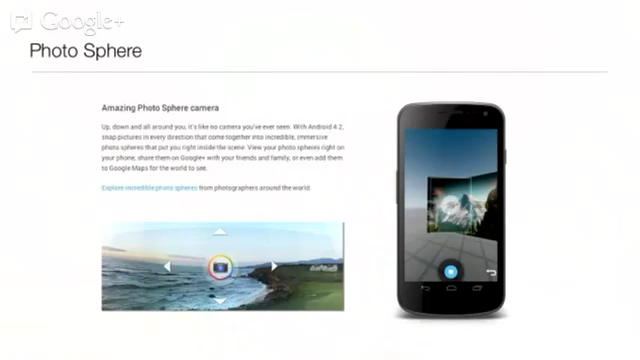 Google+
Photo Sphere
Amazing Photo Sphere camera
Up, down and all around you, it's like no camera you've ever seen. With Android 4.2,
snap pictures in every direction that come together into incredible, immersive
photo spheres that put you right inside the scene. View your photo spheres right on
your phone, share them on Google+ with your friends and family, or even add them
to Google Maps for the world to see.
Explore incredible photo spheres from photographers around the world